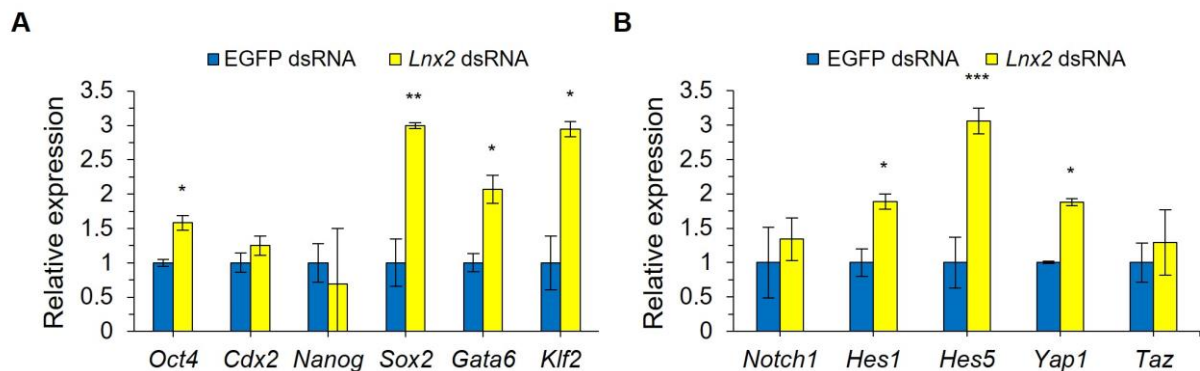 A
EGFP dsRNA Lnx2 dsRNA
Relative expression
3.5
3
2.5
2
1.5
1
0.5
0
*
**
*
*
Oct4 Cdx2 Nanog Sox2 Gata6 Klf2
B
EGFP dsRNA Lnx2 dsRNA
Relative expression
3.5
3
2.5
2
1.5
1
0.5
0
*
***
*
Notch1 Hes1 Hes5 Yap1 Taz